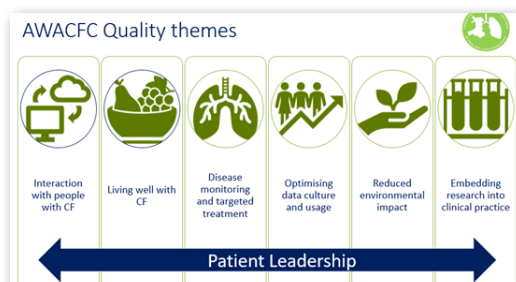 AWACFC Quality themes
Interaction
with people
with CF
Living well with
CF
Disease
monitoring
and targeted
treatment
Optimising
data culture
and usage
Reduced
environmental
impact
Embedding
research into
clinical practice
Patient Leadership